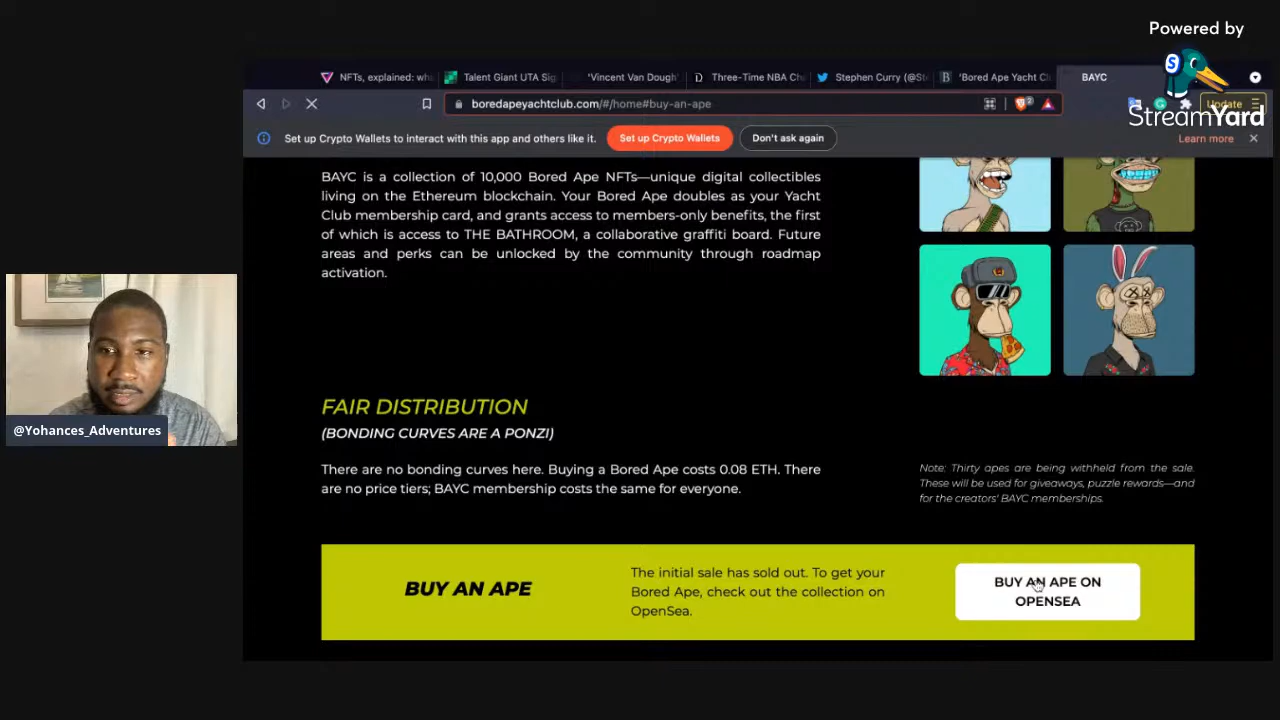 Powered by
StreamYard
NFTs, explained: wha
Talent Giant UTA Sig
'Vincent Van Dough'
Three-Time NBA Cha
Stephen Curry (@Ste
'Bored Ape Yacht Cl
BAYC
boredapeyachtclub.com/#/home#buy-an-ape
2
Update
Set up Crypto Wallets to interact with this app and others like it.
Set up Crypto Wallets
Don't ask again
Learn more
BAYC is a collection of 10,000 Bored Ape NFTs—unique digital collectibles
living on the Ethereum blockchain. Your Bored Ape doubles as your Yacht
Club membership card, and grants access to members-only benefits, the first
of which is access to THE BATHROOM, a collaborative graffiti board. Future
areas and perks can be unlocked by the community through roadmap
activation.
@Yohances_Adventures
FAIR DISTRIBUTION
(BONDING CURVES ARE A PONZI)
There are no bonding curves here. Buying a Bored Ape costs 0.08 ETH. There
are no price tiers; BAYC membership costs the same for everyone.
Note: Thirty apes are being withheld from the sale.
These will be used for giveaways, puzzle rewards—and
for the creators' BAYC memberships.
BUY AN APE
The initial sale has sold out. To get your
Bored Ape, check out the collection on
OpenSea.
BUY AN APE ON
OPENSEA